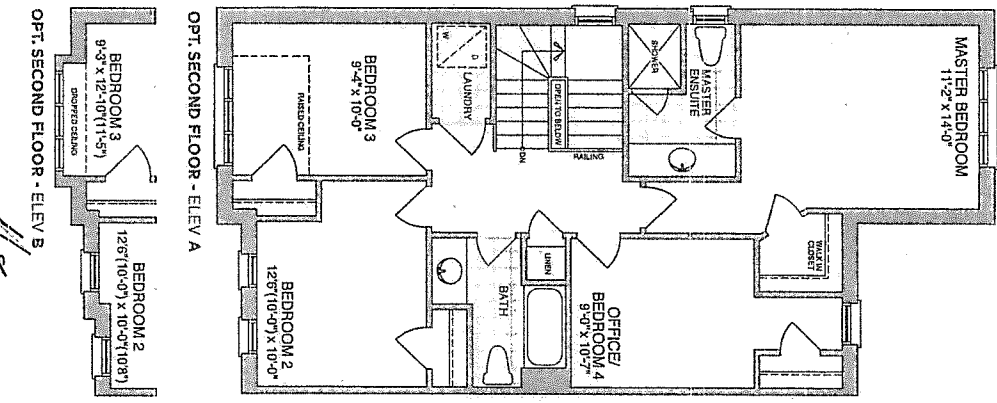 MASTER BEDROOM
11'-2" x 14'-0"
MASTER
ENSUITE
SHOWER
WALK IN
CLOSET
OPEN TO BELOW
RAILING
DN
LAUNDRY
W
D
LINEN
BATH
OFFICE/
BEDROOM 4
9'-0" x 10'-7"
BEDROOM 3
9'-4" x 10'-0"
RAISED CEILING
BEDROOM 2
12'6"(10'-0") x 10'-0"
OPT. SECOND FLOOR - ELEV A
BEDROOM 3
9'-3" x 12'-10"(11'-5")
DROPPED CEILING
BEDROOM 2
12'6"(10'-0") x 10'-0"(10'8")
OPT. SECOND FLOOR - ELEV B